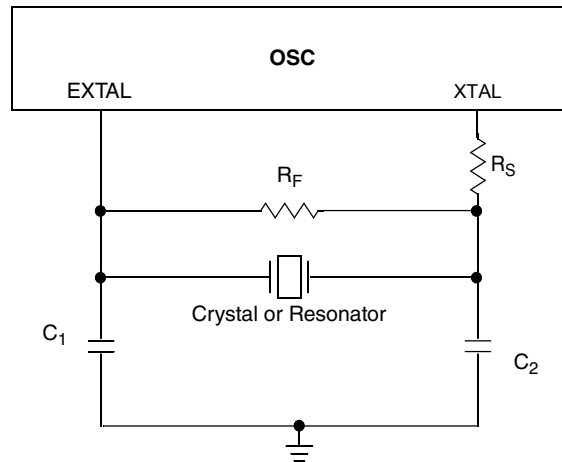 OSC
EXTAL
XTAL
R_S
R_F
Crystal or Resonator
C_1
C_2